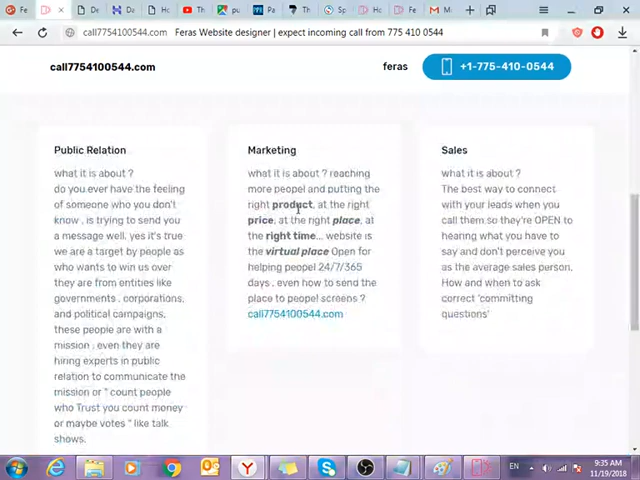 Fe
De
D
Hc
Th
pu
Pa
Th
Sp
Ho
Fe
M
call7754100544.com Feras Website designer | expect incoming call from 775 410 0544
call7754100544.com
feras
+1-775-410-0544
Public Relation
what it is about ?
do you ever have the feeling
of someone who you don't
know , is trying to send you
a message well. yes it's true
we are a target by people as
who wants to win us over
they are from entities like
governments , corporations,
and political campaigns,
these people are with a
mission , even they are
hiring experts in public
relation to communicate the
mission or " count people
who Trust you count money
or maybe votes " like talk
shows.
Marketing
what it is about ? reaching
more peopel and putting the
right product, at the right
price, at the right place, at
the right time... website is
the virtual place Open for
helping peopel 24/7/365
days , even how to send the
place to peopel screens ?
call7754100544.com
Sales
what it is about ?
The best way to connect
with your leads when you
call them so they're OPEN to
hearing what you have to
say and don't perceive you
as the average sales person.
How and when to ask
correct 'committing
questions'
EN
9:35 AM
11/19/2018